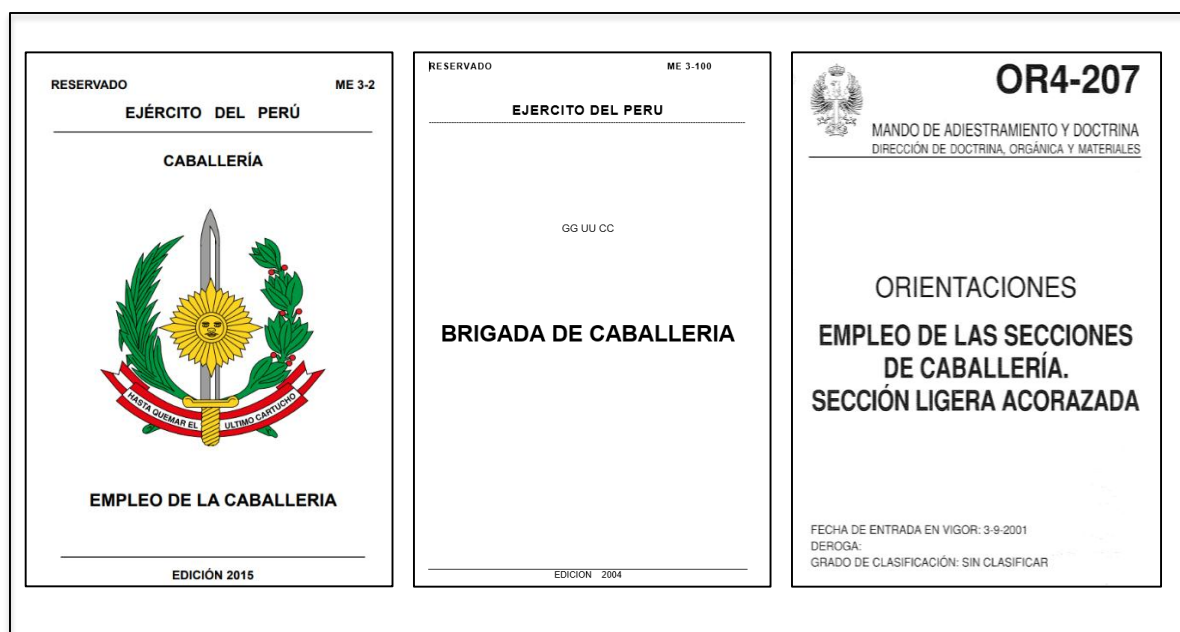 RESERVADO ME 3-2
EJÉRCITO DEL PERÚ
CABALLERÍA
HASTA QUEMAR EL ULTIMO CARTUCHO
EMPLEO DE LA CABALLERIA
EDICIÓN 2015
RESERVADO ME 3-100
EJERCITO DEL PERU
GG UU CC
BRIGADA DE CABALLERIA
EDICION 2004
OR4-207
MANDO DE ADIESTRAMIENTO Y DOCTRINA
DIRECCIÓN DE DOCTRINA, ORGÁNICA Y MATERIALES
ORIENTACIONES
EMPLEO DE LAS SECCIONES
DE CABALLERÍA.
SECCIÓN LIGERA ACORAZADA
FECHA DE ENTRADA EN VIGOR: 3-9-2001
DEROGA:
GRADO DE CLASIFICACIÓN: SIN CLASIFICAR